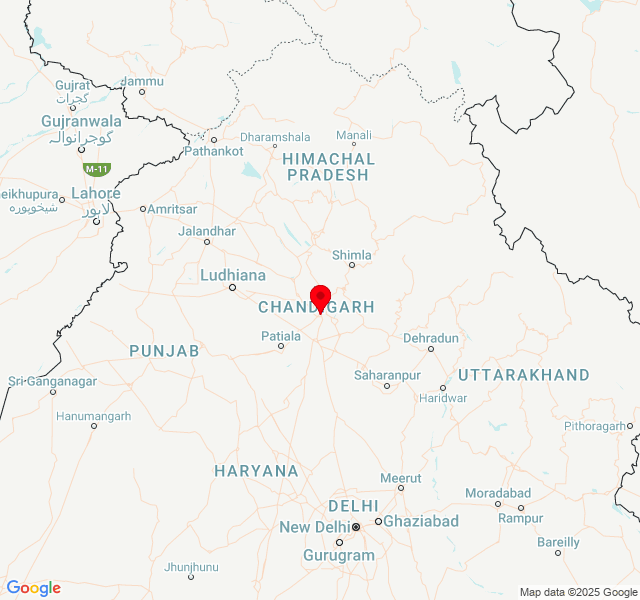 Gujrat
گجرات
Jammu
Gujranwala
گوجرانوالہ
M-11
Pathankot
Dharamshala
Manali
HIMACHAL
PRADESH
eikhupura
شیخوپورہ
Lahore
لاہور
Amritsar
Jalandhar
Shimla
Ludhiana
CHANDIGARH
Patiala
PUNJAB
Dehradun
Saharanpur
UTTARAKHAND
Haridwar
Sri Ganganagar
Hanumangarh
Pithoragarh
HARYANA
Meerut
Moradabad
Rampur
DELHI
New Delhi
Ghaziabad
Gurugram
Bareilly
Jhunjhunu
Google
Map data ©2025 Google